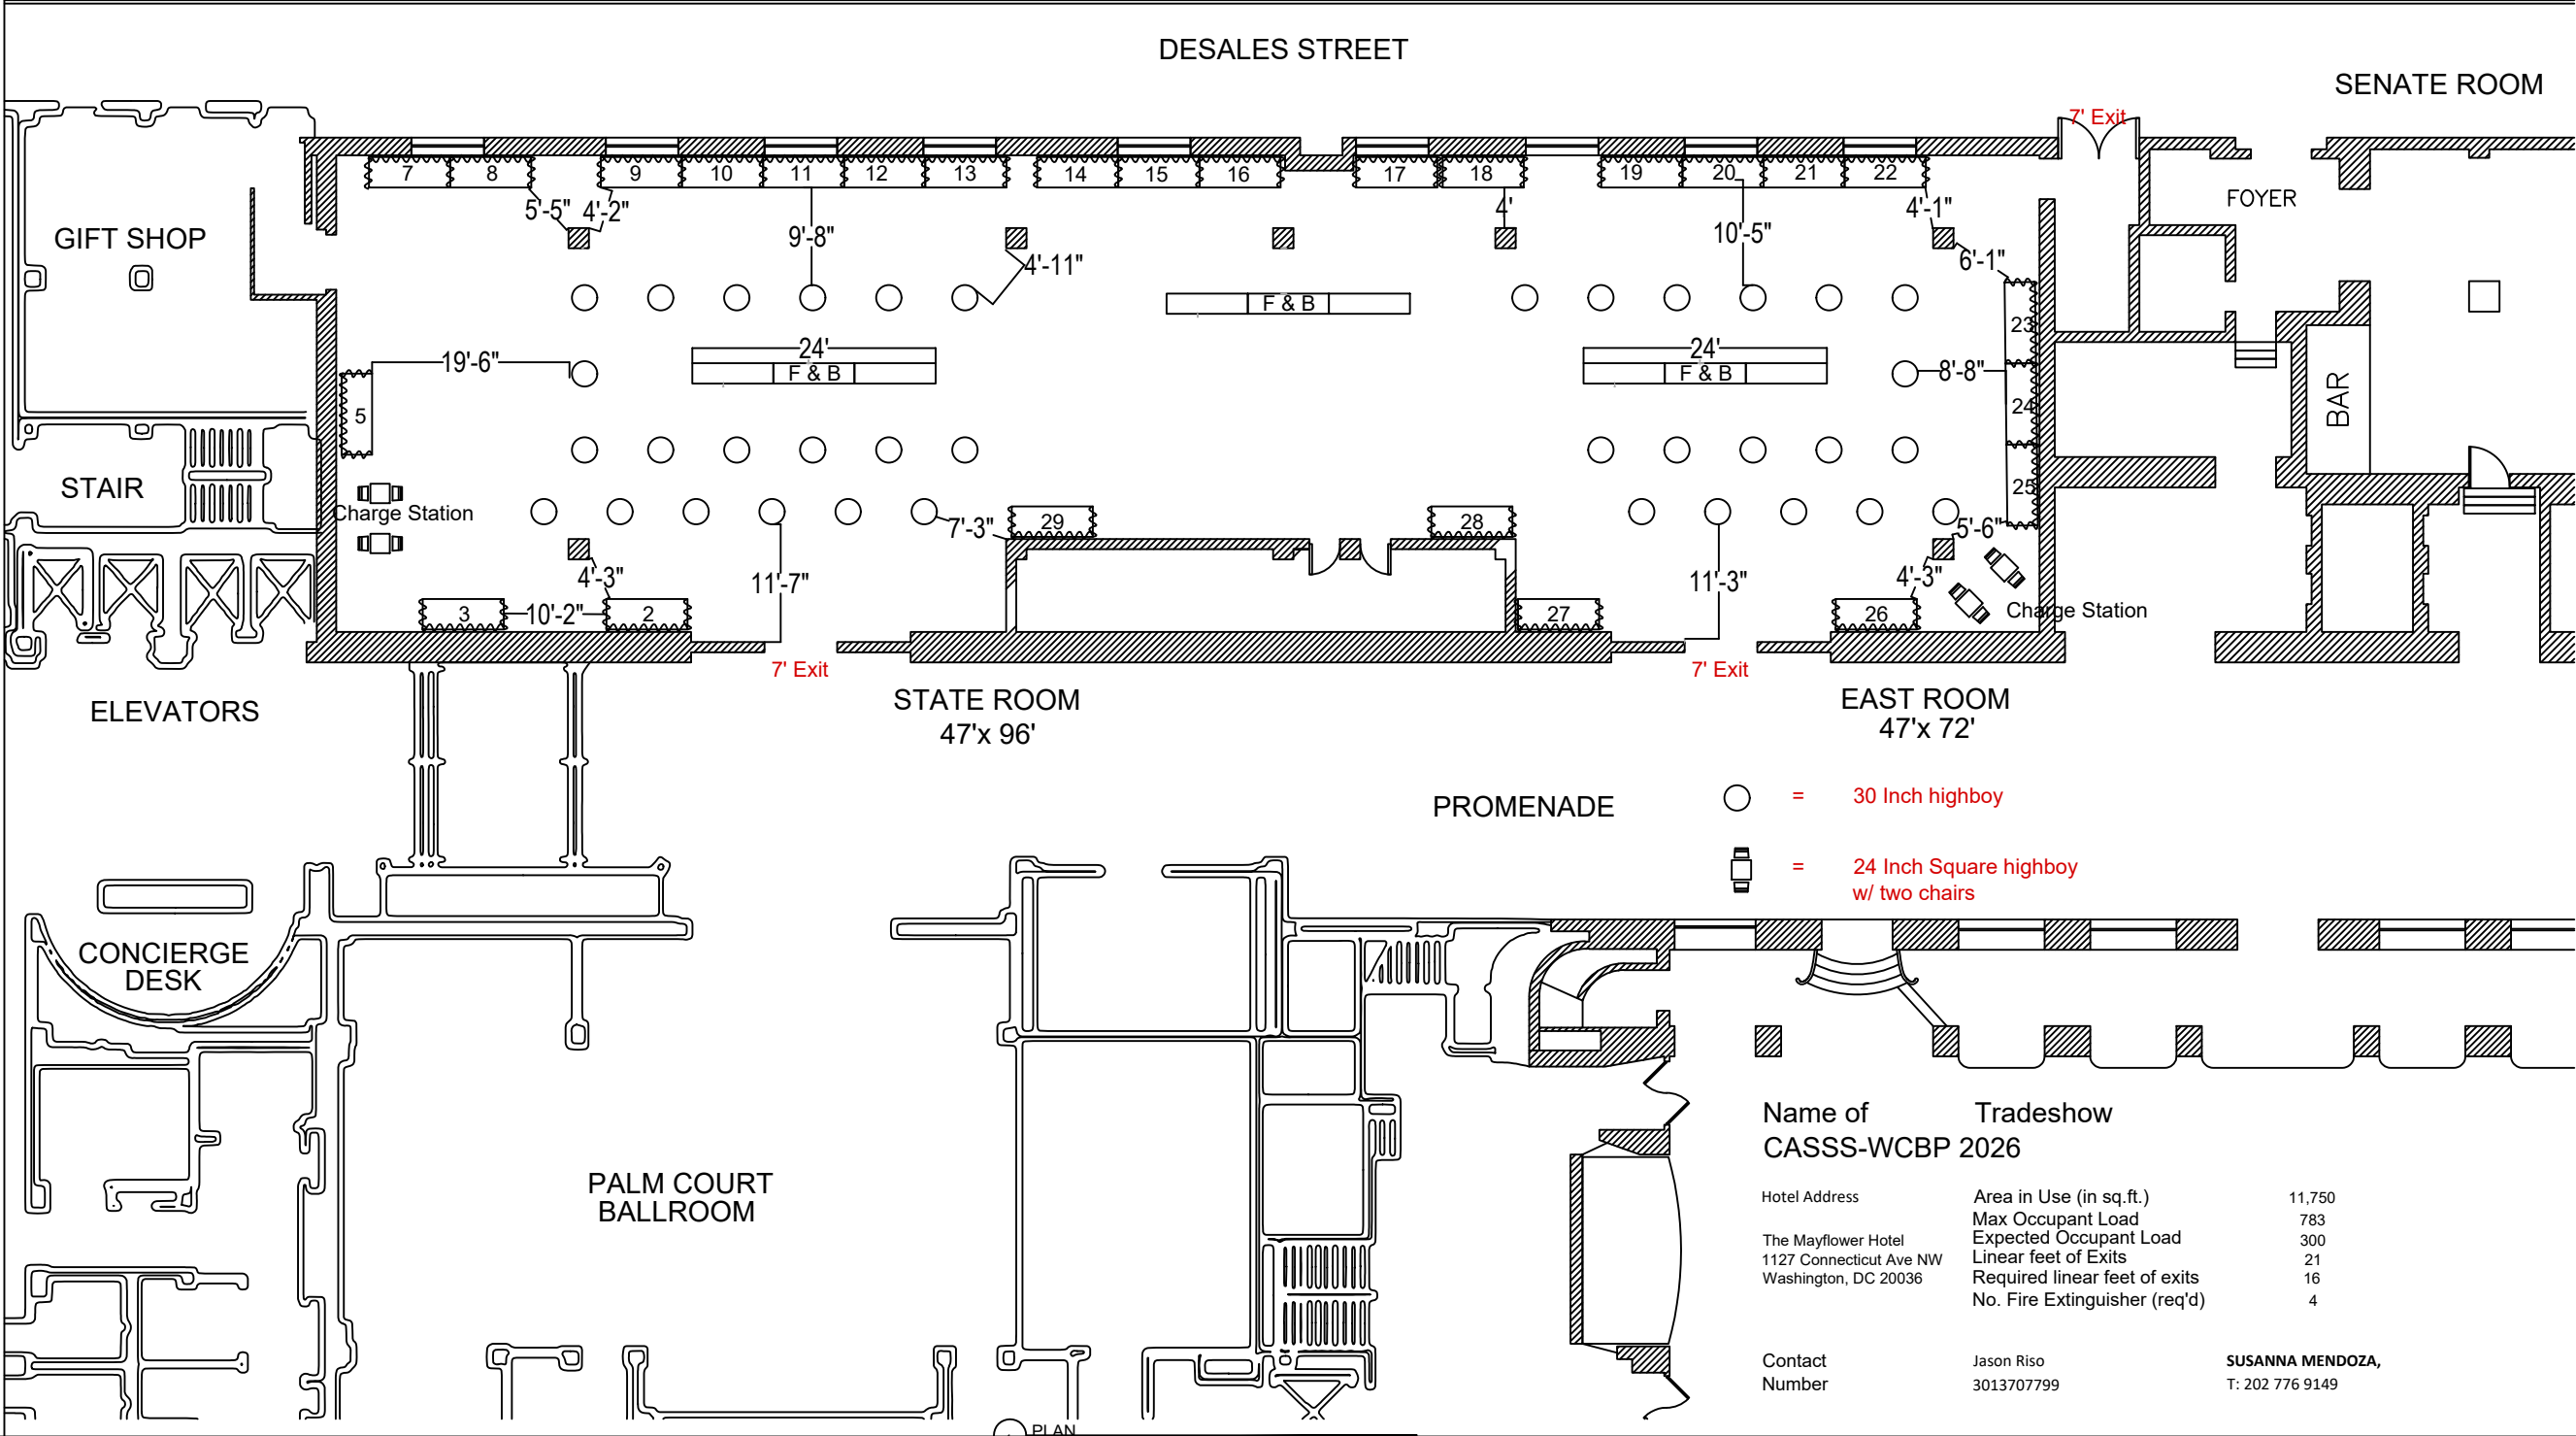 DESALES STREET
SENATE ROOM
7' Exit
7
8
9
10
11
12
13
14
15
16
17
18
19
20
21
22
FOYER
5'-5"
4'-2"
4'
4'-1"
GIFT SHOP
9'-8"
10'-5"
4'-11"
6'-1"
F & B
23
24'
24'
19'-6"
F & B
F & B
8'-8"
BAR
5
24
STAIR
25
Charge Station
7'-3"
29
28
5'-6"
4'-3"
11'-7"
11'-3"
4'-3"
3
10'-2"
2
27
26
Charge Station
7' Exit
7' Exit
ELEVATORS
STATE ROOM
47'x 96'
EAST ROOM
47'x 72'
PROMENADE
= 30 Inch highboy
= 24 Inch Square highboy
w/ two chairs
CONCIERGE
DESK
PALM COURT
BALLROOM
Name of Tradeshow
CASSS-WCBP 2026
Hotel Address
Area in Use (in sq.ft.) 11,750
Max Occupant Load 783
The Mayflower Hotel
Expected Occupant Load 300
1127 Connecticut Ave NW
Linear feet of Exits 21
Washington, DC 20036
Required linear feet of exits 16
No. Fire Extinguisher (req'd) 4
Contact Jason Riso SUSANNA MENDOZA,
Number 3013707799 T: 202 776 9149
PLAN